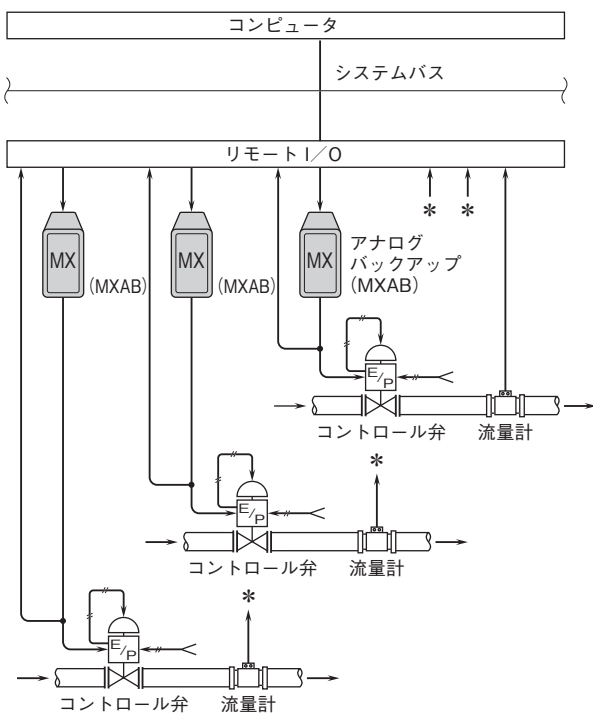 コンピュータ
システムバス
リモートI/O
* *
MX
(MXAB)
MX
(MXAB)
MX
アナログ
バックアップ
(MXAB)
E/P
コントロール弁
流量計
*
E/P
コントロール弁
流量計
*
E/P
コントロール弁
流量計